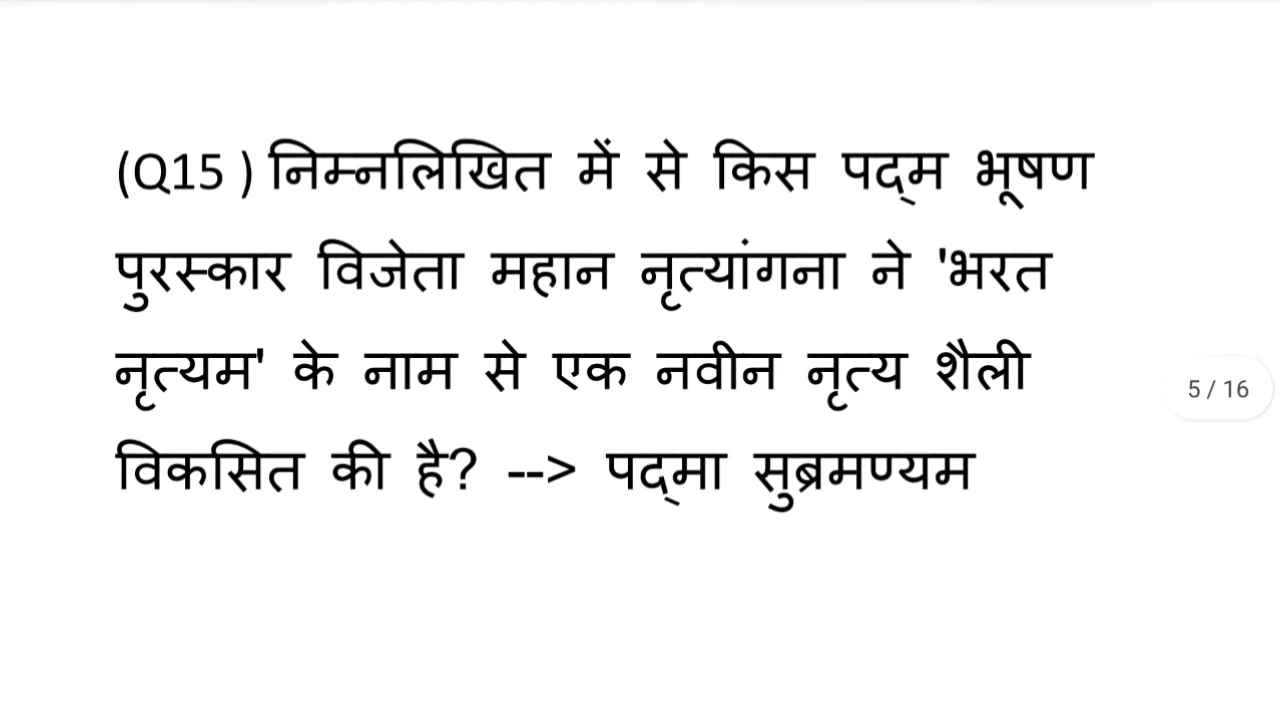 (Q15 ) निम्नलिखित में से किस पद्म भूषण
पुरस्कार विजेता महान नृत्यांगना ने 'भरत
नृत्यम' के नाम से एक नवीन नृत्य शैली
5 / 16
विकसित की है? --> पद्मा सुब्रमण्यम